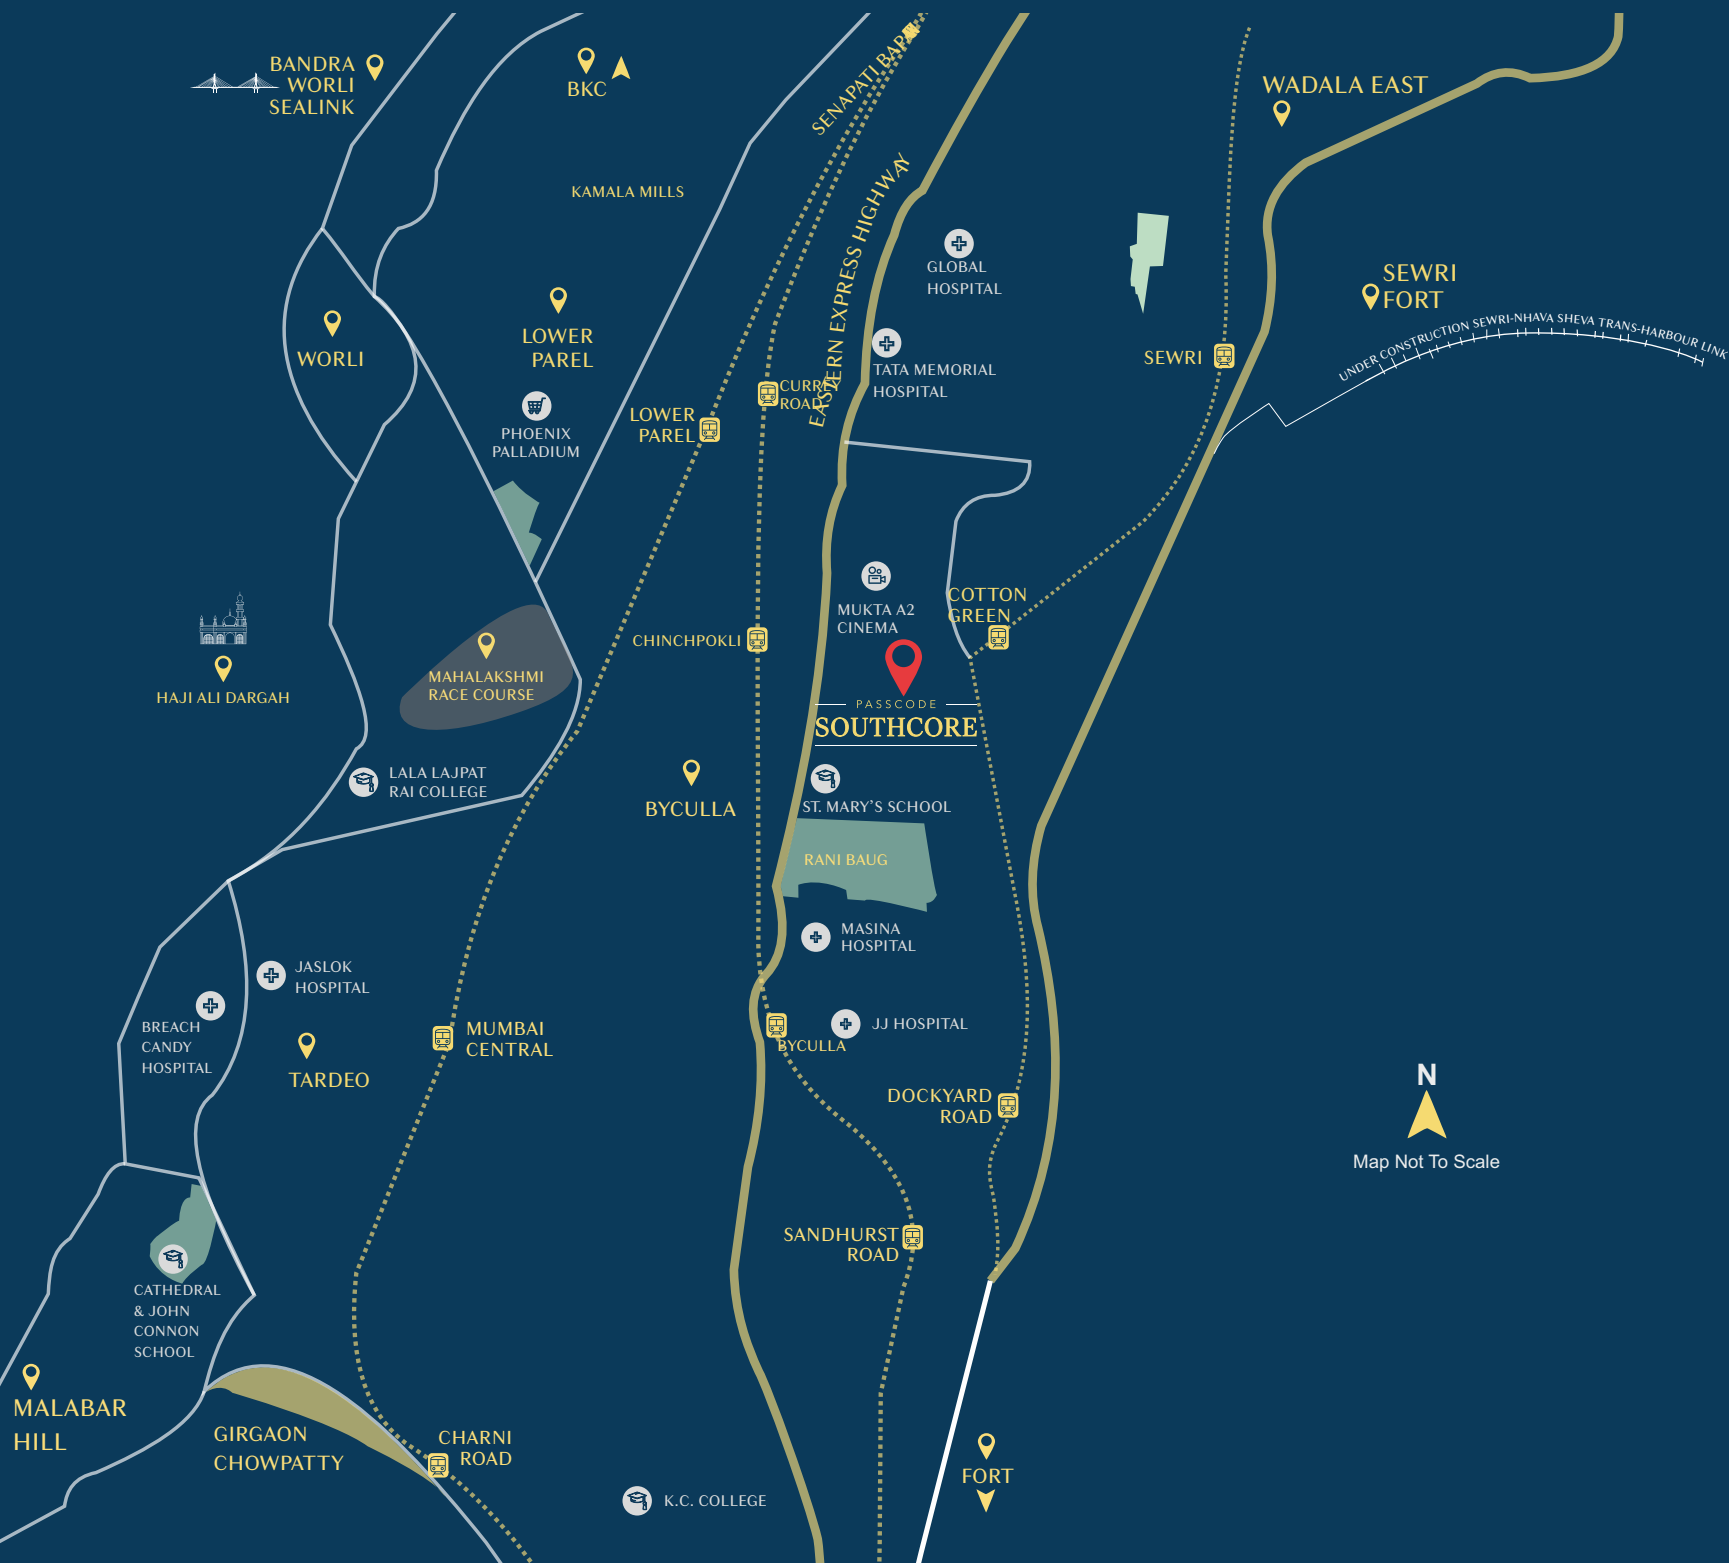 BANDRA
WORLI
SEALINK
BKC
SENAPATI BAPA
WADALA EAST
KAMALA MILLS
EASTERN EXPRESS HIGHWAY
GLOBAL
HOSPITAL
SEWRI
FORT
UNDER CONSTRUCTION SEWRI-NHAVA SHEVA TRANS-HARBOUR LINK
WORLI
LOWER
PAREL
TATA MEMORIAL
HOSPITAL
SEWRI
CURREY
ROAD
LOWER
PAREL
PHOENIX
PALLADIUM
MUKTA A2
CINEMA
COTTON
GREEN
CHINCHPOKLI
HAJI ALI DARGAH
MAHALAKSHMI
RACE COURSE
PASSCODE
SOUTHCORE
LALA LAJPAT
RAI COLLEGE
BYCULLA
ST. MARY'S SCHOOL
RANI BAUG
MASINA
HOSPITAL
JASLOK
HOSPITAL
BREACH
CANDY
HOSPITAL
TARDEO
MUMBAI
CENTRAL
BYCULLA
JJ HOSPITAL
DOCKYARD
ROAD
N
Map Not To Scale
SANDHURST
ROAD
CATHEDRAL
& JOHN
CONNON
SCHOOL
MALABAR
HILL
GIRGAON
CHOWPATTY
CHARNI
ROAD
K.C. COLLEGE
FORT